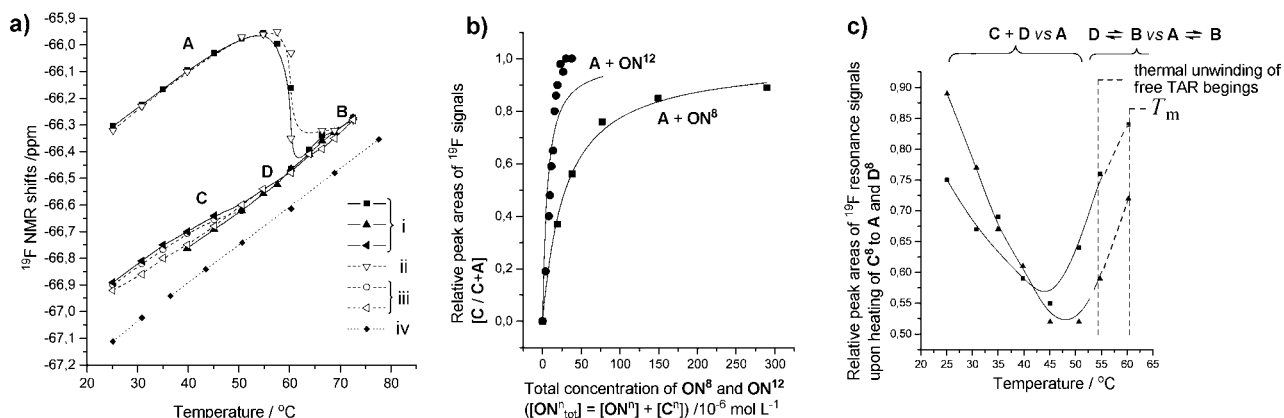 a)
-65,9
-66,0
-66,1
-66,2
-66,3
-66,4
-66,5
-66,6
-66,7
-66,8
-66,9
-67,0
-67,1
-67,2
¹⁹F NMR shifts /ppm
A
B
C
D
i
ii
iii
iv
20 30 40 50 60 70 80
Temperature / °C
b)
1,0
0,8
0,6
0,4
0,2
0,0
Relative peak areas of ¹⁹F signals
[C / C+A]
A + ON¹²
A + ON⁸
0 50 100 150 200 250 300
Total concentration of ON⁸ and ON¹²
([ONⁿtot] = [ONⁿ] + [Cⁿ]) /10⁻⁶ mol L⁻¹
c)
C + D vs A D ⇌ B vs A ⇌ B
thermal unwinding of
free TAR begings
Tm
0,90
0,85
0,80
0,75
0,70
0,65
0,60
0,55
0,50
Relative peak areas of ¹⁹F resonance signals
upon heating of C⁸ to A and D⁸
20 25 30 35 40 45 50 55 60 65
Temperature / °C